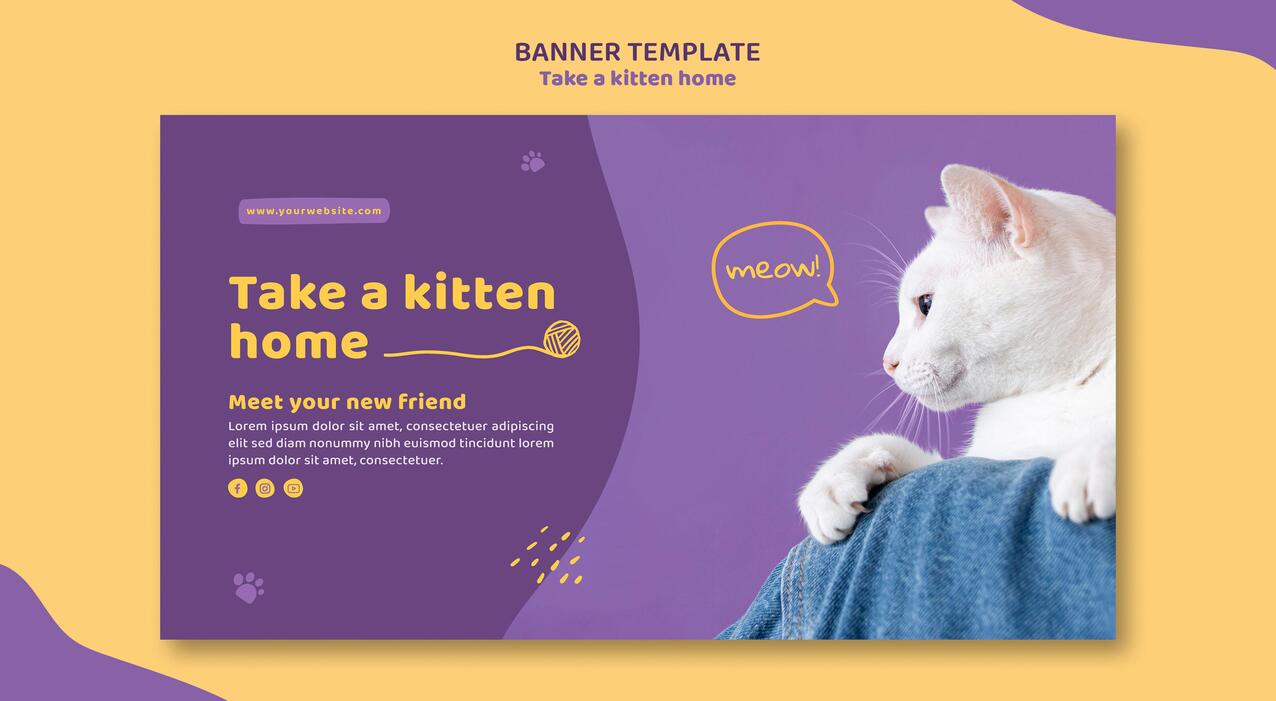 BANNER TEMPLATE
Take a kitten home
www.yourwebsite.com
Take a kitten
home
meow!
Meet your new friend
Lorem ipsum dolor sit amet, consectetuer adipiscing
elit sed diam nonummy nibh euismod tincidunt lorem
ipsum dolor sit amet, consectetuer.